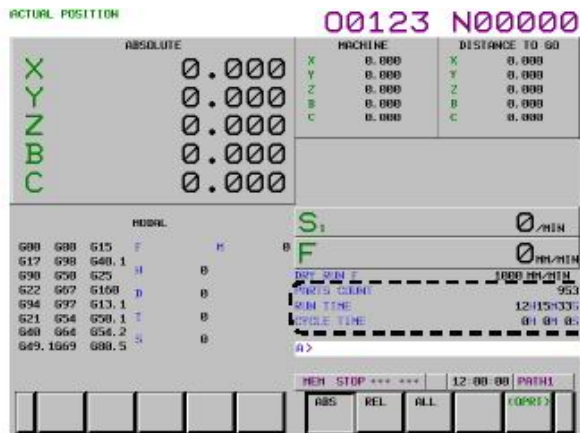 ACTUAL POSITION
O0123 N00000
ABSOLUTE
X 0.000
Y 0.000
Z 0.000
B 0.000
C 0.000
MACHINE
X 0.000
Y 0.000
Z 0.000
B 0.000
C 0.000
DISTANCE TO GO
X 0.000
Y 0.000
Z 0.000
B 0.000
C 0.000
MODAL
G00 G80 G15 F M 0
G17 G98 G40.1
G90 G50 G25 H 0
G22 G67 G160 D 0
G94 G97 G13.1
G21 G54 G50.1 T 0
G40 G64 G54.2 S 0
G49.1 G69 G80.5
S1 0/MIN
F 0MM/MIN
DRY RUN F 1000 MM/MIN
PARTS COUNT 953
RUN TIME 12H15M33S
CYCLE TIME 0H 0M 0S
A>
MEM STOP *** *** 12:00:00 PATH1
ABS REL ALL (OPRT)